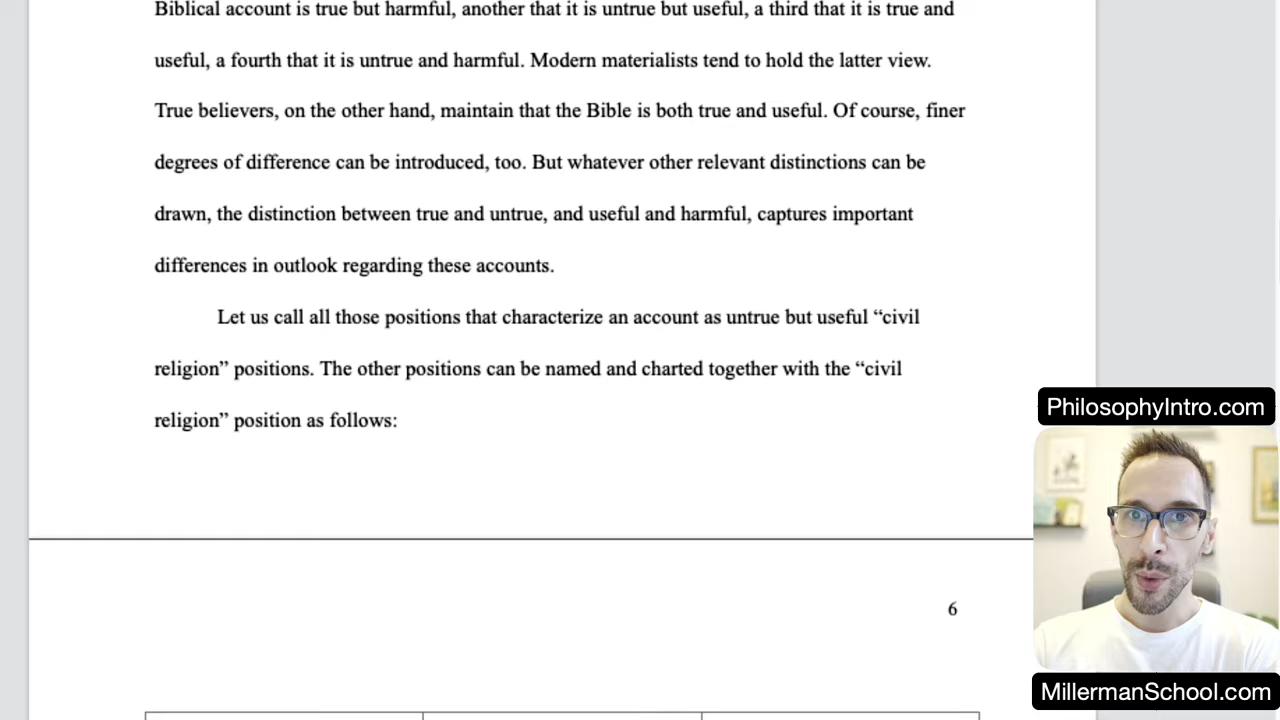 Biblical account is true but harmful, another that it is untrue but useful, a third that it is true and
useful, a fourth that it is untrue and harmful. Modern materialists tend to hold the latter view.
True believers, on the other hand, maintain that the Bible is both true and useful. Of course, finer
degrees of difference can be introduced, too. But whatever other relevant distinctions can be
drawn, the distinction between true and untrue, and useful and harmful, captures important
differences in outlook regarding these accounts.
Let us call all those positions that characterize an account as untrue but useful “civil
religion” positions. The other positions can be named and charted together with the “civil
religion” position as follows:
PhilosophyIntro.com
6
MillermanSchool.com